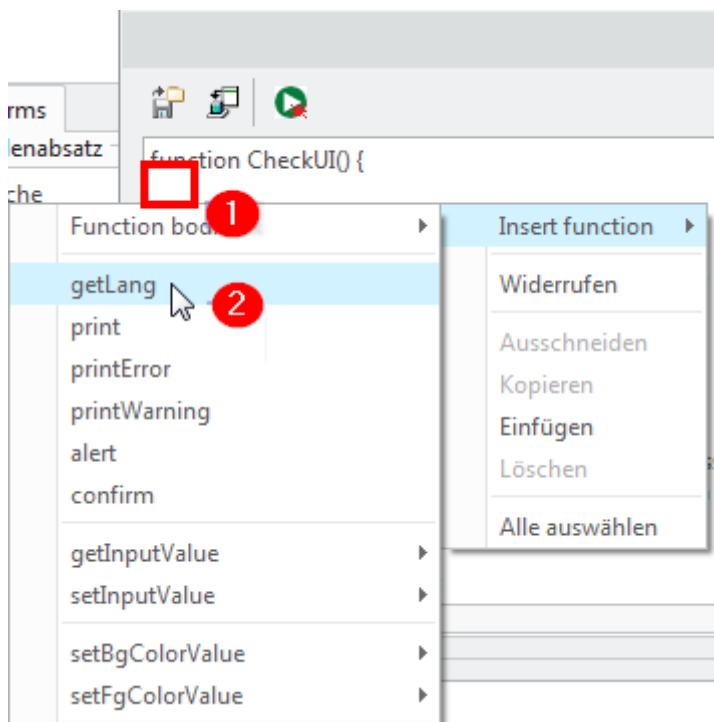 rms
lenabsatz
che
function CheckUI() {
1
Function
getLang
2
print
printError
printWarning
alert
confirm
getInputValue
setInputValue
setBgColorValue
setFgColorValue
Insert function
Widerrufen
Ausschneiden
Kopieren
Einfügen
Löschen
Alle auswählen